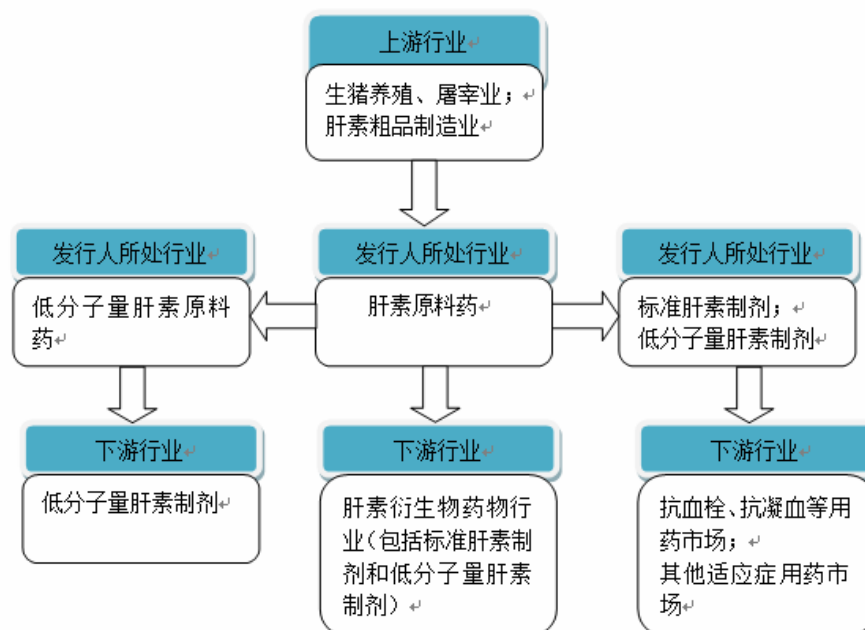 上游行业
生猪养殖、屠宰业；
肝素粗品制造业
发行人所处行业
低分子量肝素原料
药
发行人所处行业
肝素原料药
发行人所处行业
标准肝素制剂；
低分子量肝素制剂
下游行业
低分子量肝素制剂
下游行业
肝素衍生物药物行
业（包括标准肝素制
剂和低分子量肝素
制剂）
下游行业
抗血栓、抗凝血等用
药市场；
其他适应症用药市
场